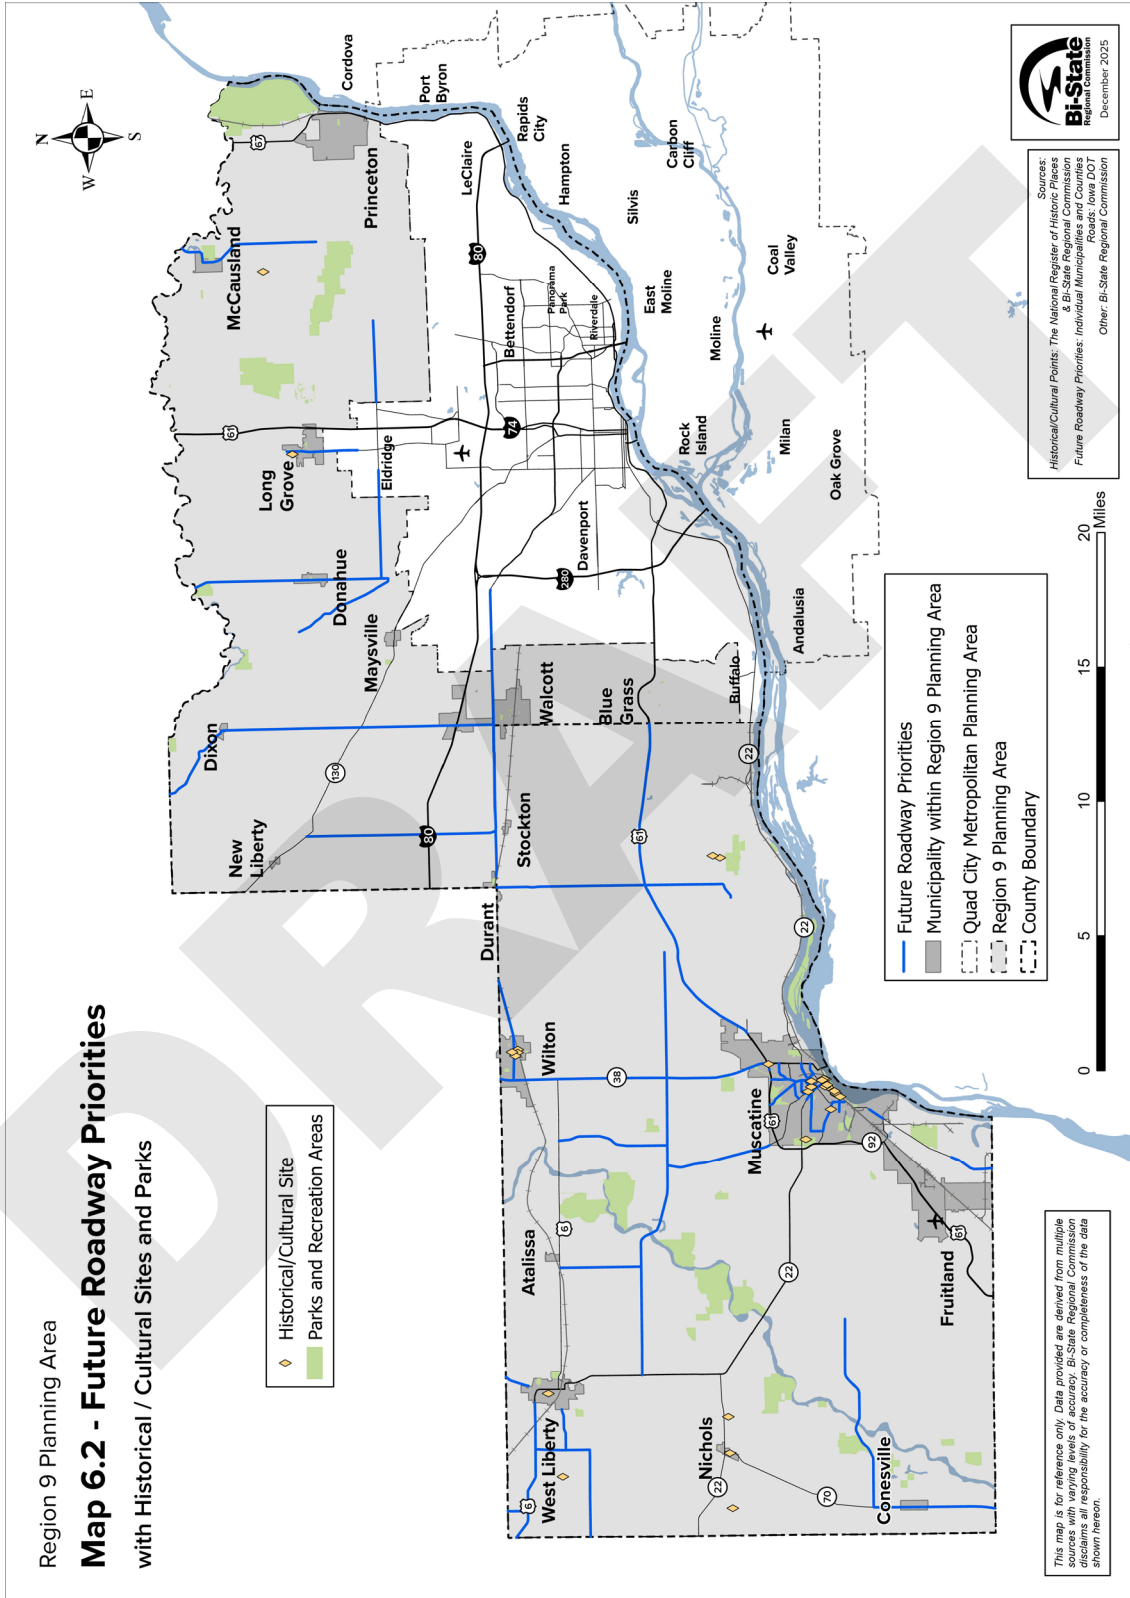 Region 9 Planning Area
Map 6.2 - Future Roadway Priorities
with Historical / Cultural Sites and Parks
Historical/Cultural Site
Parks and Recreation Areas
N
W
E
S
Cordova
Port
Byron
Rapids
City
Hampton
Silvis
Carbon
Cliff
Coal
Valley
East
Moline
Moline
Rock
Island
Milan
Oak Grove
Andalusia
Princeton
LeClaire
McCausland
Bettendorf
Panorama
Park
Riverdale
Long
Grove
Eldridge
Davenport
Donahue
Maysville
Dixon
New
Liberty
Walcott
Blue
Grass
Buffalo
Stockton
Durant
Wilton
Muscatine
Atalissa
Fruitland
West Liberty
Nichols
Conesville
67
80
61
74
280
130
80
22
61
22
38
61
92
6
22
61
6
22
70
Future Roadway Priorities
Municipality within Region 9 Planning Area
Quad City Metropolitan Planning Area
Region 9 Planning Area
County Boundary
0
5
10
15
20
Miles
Bi-State
Regional Commission
December 2025
Sources:
Historical/Cultural Points: The National Register of Historic Places
& Bi-State Regional Commission
Future Roadway Priorities: Individual Municipalities and Counties
Roads: Iowa DOT
Other: Bi-State Regional Commission
This map is for reference only. Data provided are derived from multiple
sources with varying levels of accuracy. Bi-State Regional Commission
disclaims all responsibility for the accuracy or completeness of the data
shown hereon.
DRAFT